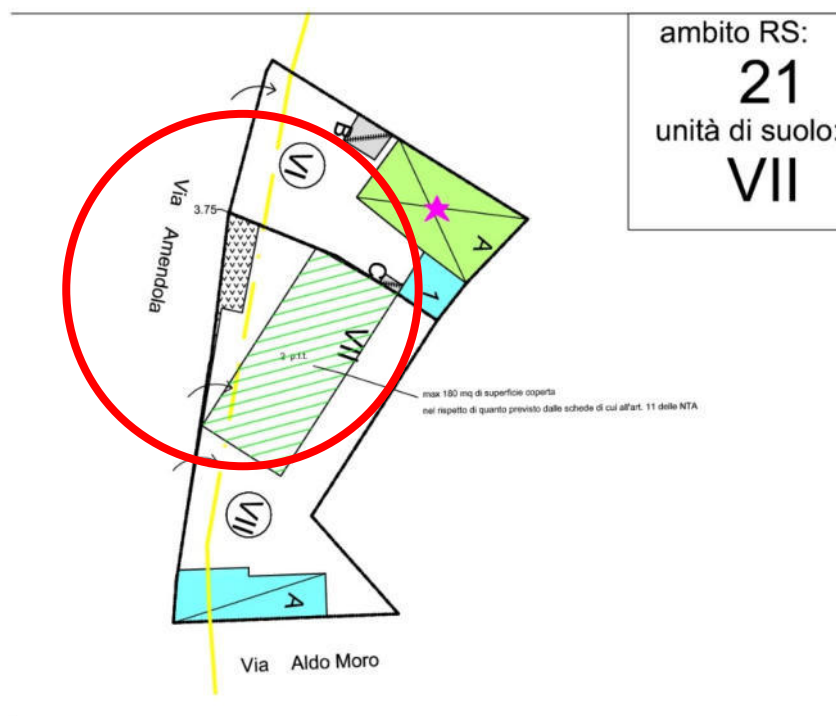 ambito RS:
21
unità di suolo:
VII
B
VI
Via Amendola
3.75
A
C
1
VII
max 180 mq di superficie coperta
nel rispetto di quanto previsto dalle schede di cui all'art. 11 delle NTA
VII
A
Via Aldo Moro